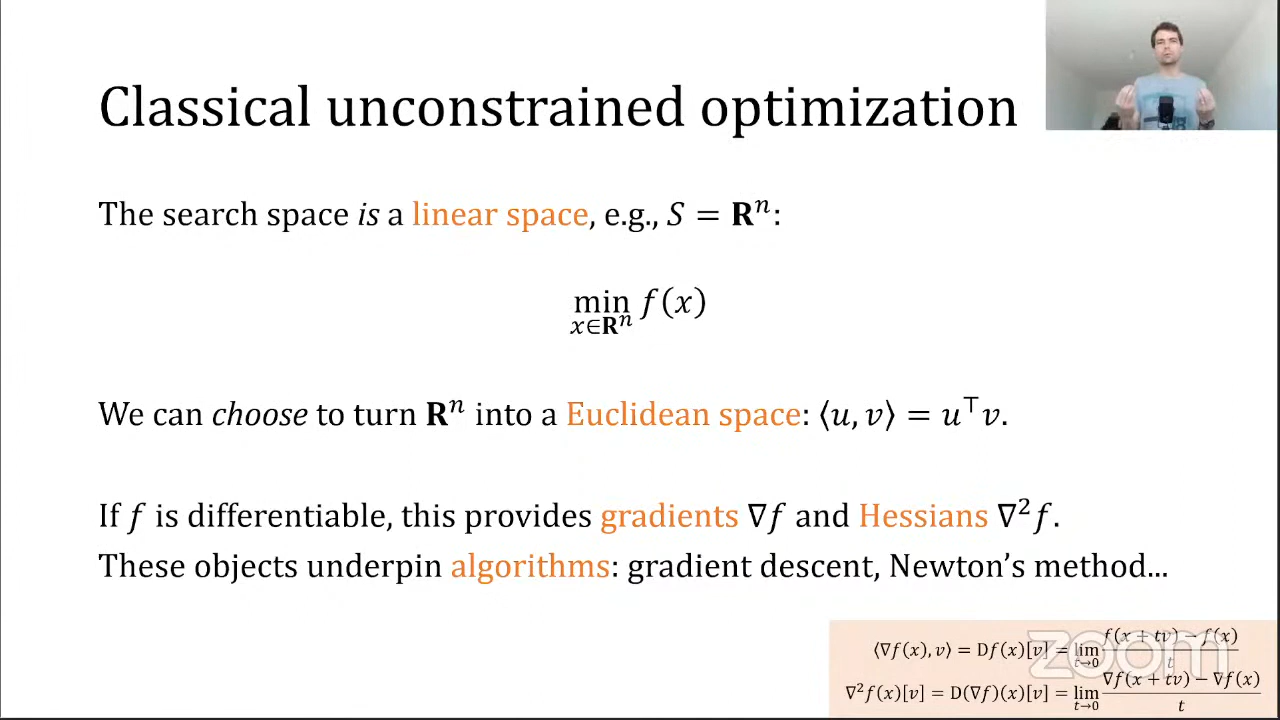 Classical unconstrained optimization
The search space is a linear space, e.g., S = Rⁿ:
min f(x)
x∈Rⁿ
We can choose to turn Rⁿ into a Euclidean space: ⟨u, v⟩ = u⊤v.
If f is differentiable, this provides gradients ∇f and Hessians ∇²f.
These objects underpin algorithms: gradient descent, Newton's method...
⟨∇f(x), v⟩ = Df(x)[v] = lim t→0 (f(x + tv) − f(x))/t
∇²f(x)[v] = D(∇f)(x)[v] = lim t→0 (∇f(x + tv) − ∇f(x))/t
zoom